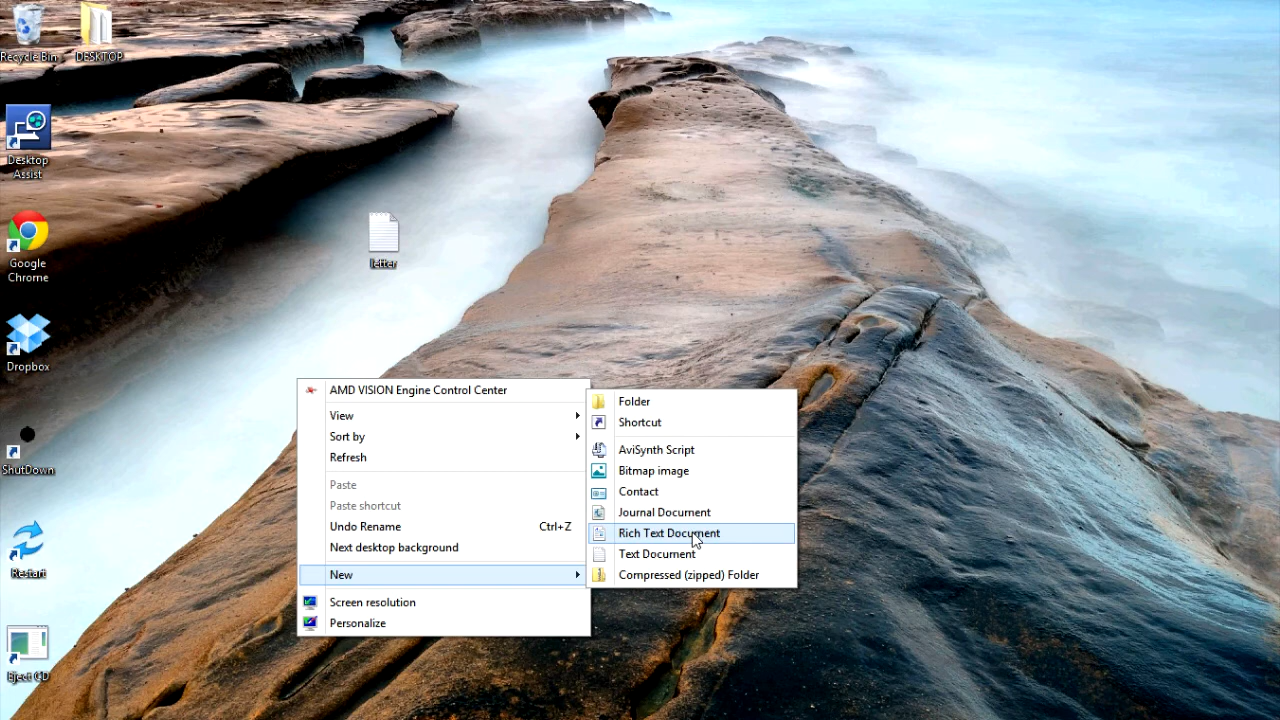 Recycle Bin
DESKTOP
Desktop
Assist
Google
Chrome
letter
Dropbox
ShutDown
Restart
Eject CD
AMD VISION Engine Control Center
View
Sort by
Refresh
Paste
Paste shortcut
Undo Rename Ctrl+Z
Next desktop background
New
Screen resolution
Personalize
Folder
Shortcut
AviSynth Script
Bitmap image
Contact
Journal Document
Rich Text Document
Text Document
Compressed (zipped) Folder